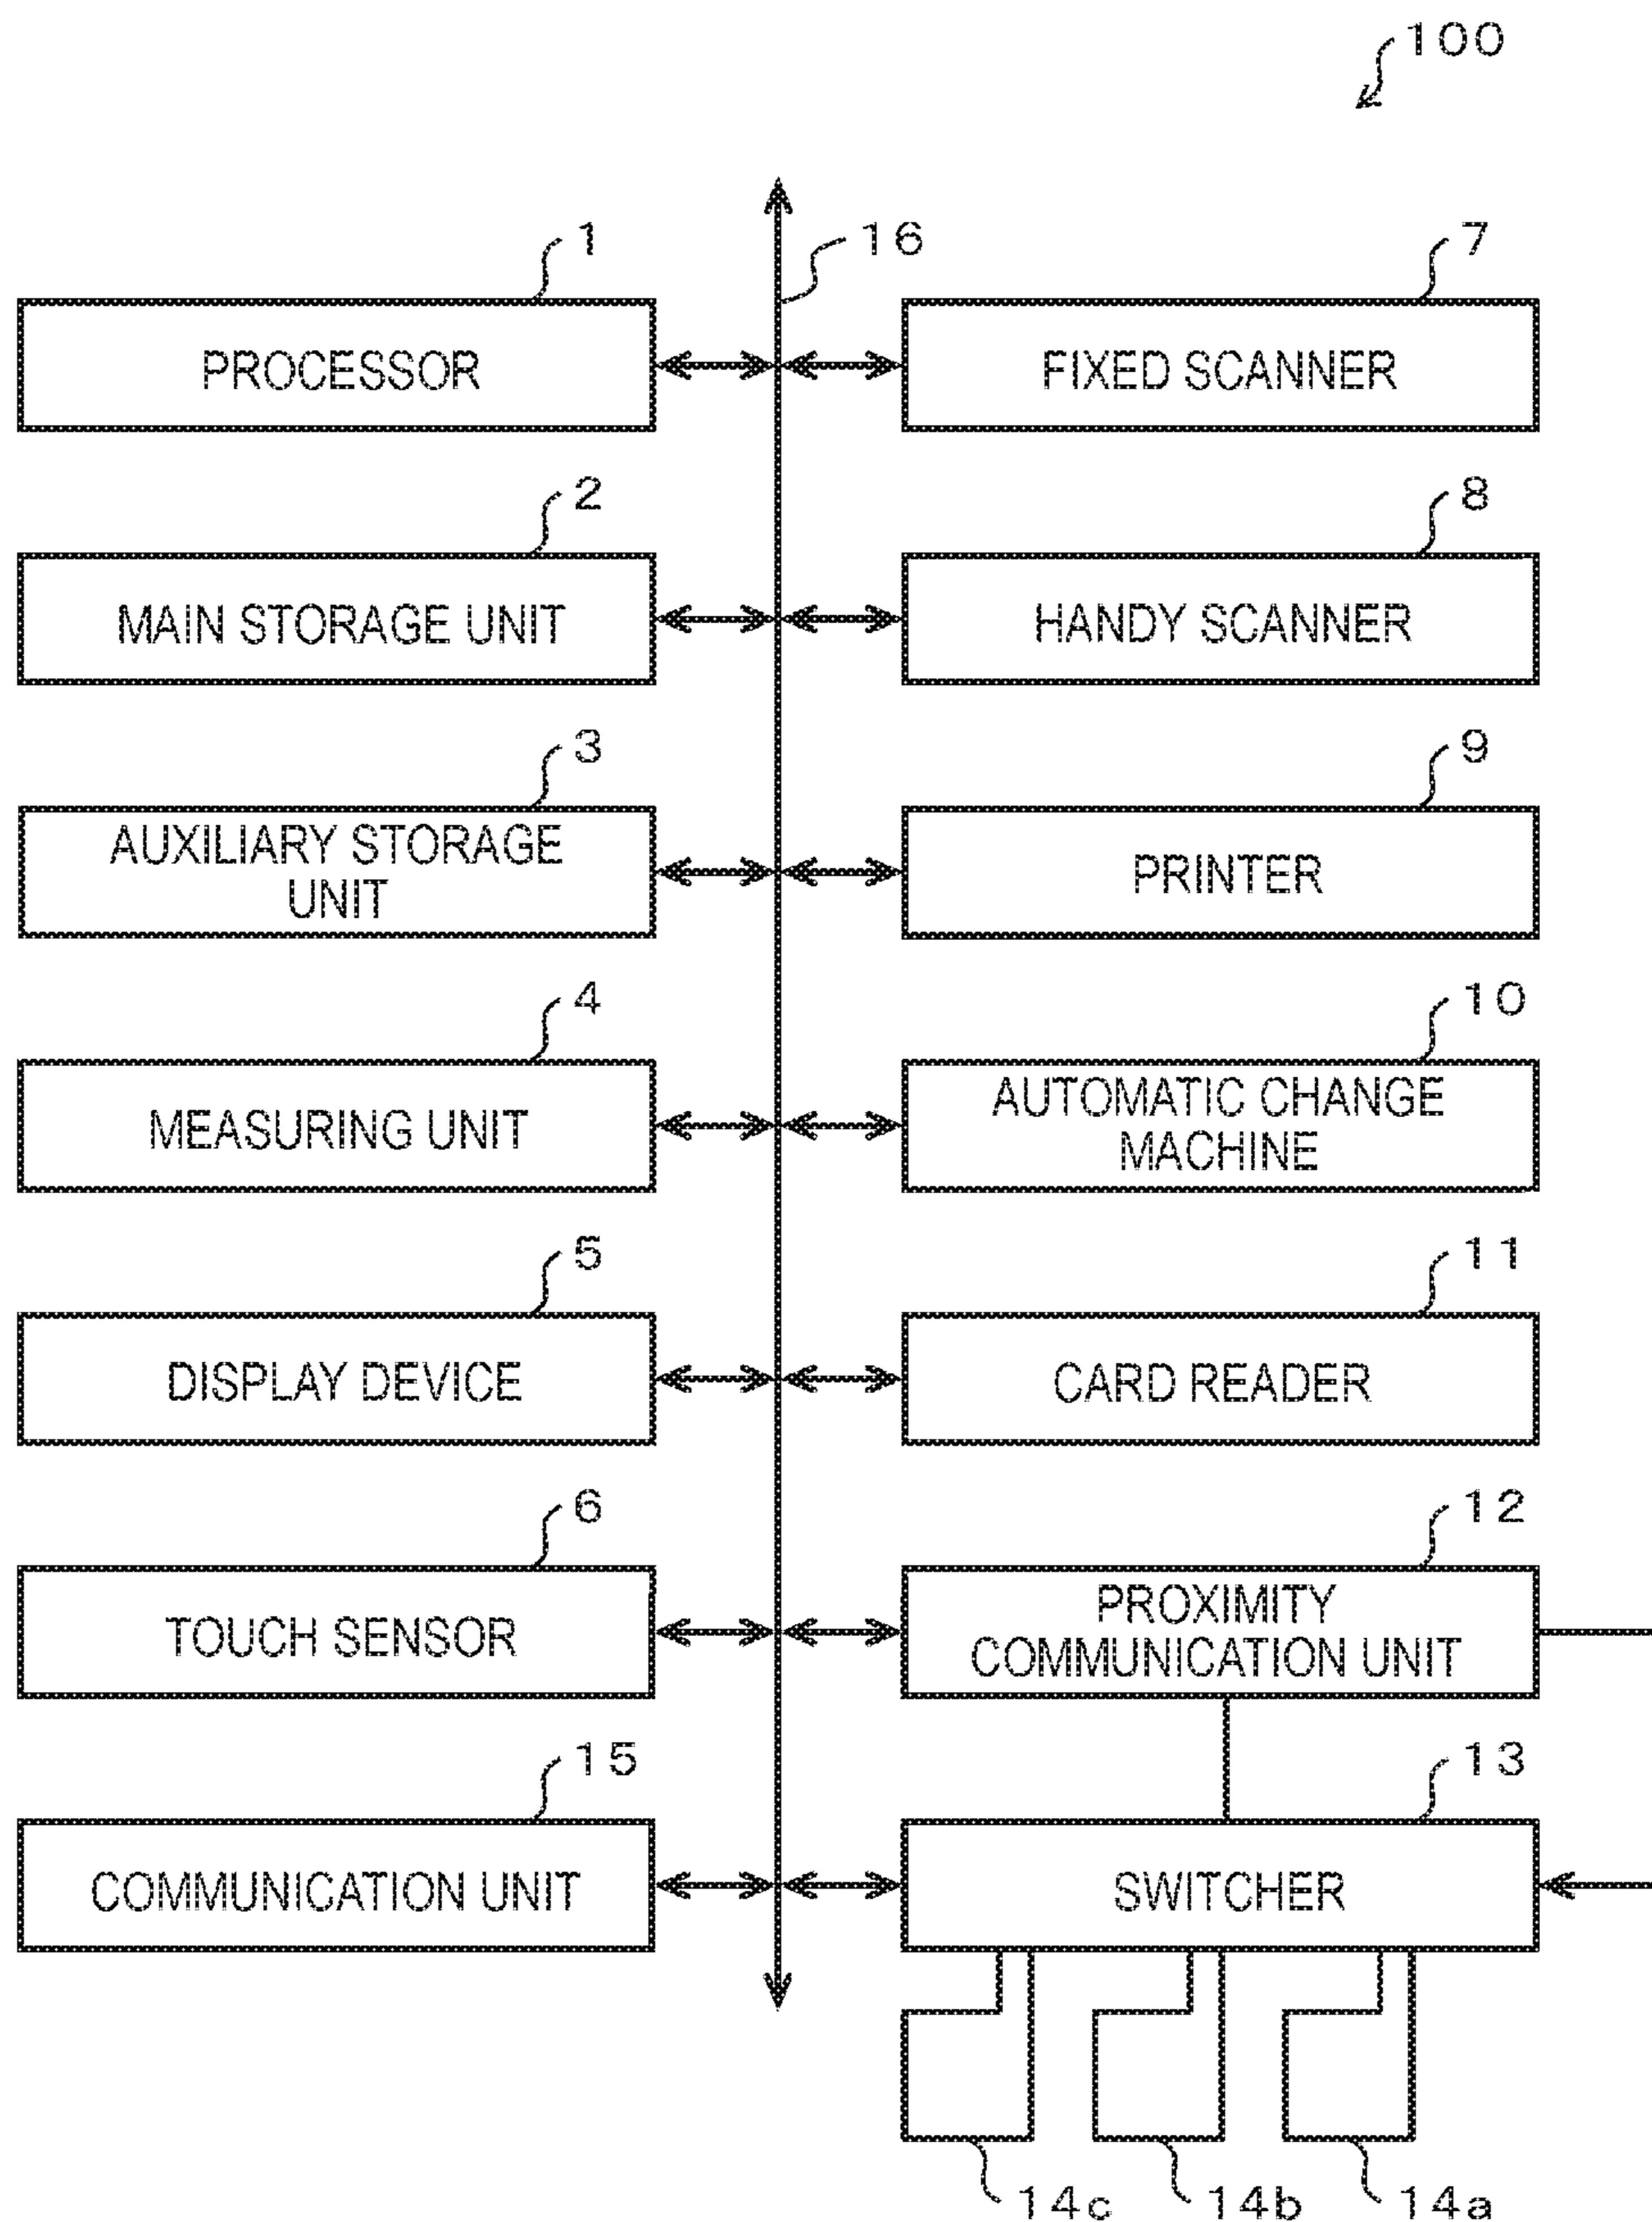 100
16
1
PROCESSOR
7
FIXED SCANNER
2
MAIN STORAGE UNIT
8
HANDY SCANNER
3
AUXILIARY STORAGE
UNIT
9
PRINTER
4
MEASURING UNIT
10
AUTOMATIC CHANGE
MACHINE
5
DISPLAY DEVICE
11
CARD READER
6
TOUCH SENSOR
12
PROXIMITY
COMMUNICATION UNIT
15
COMMUNICATION UNIT
13
SWITCHER
14c
14b
14a